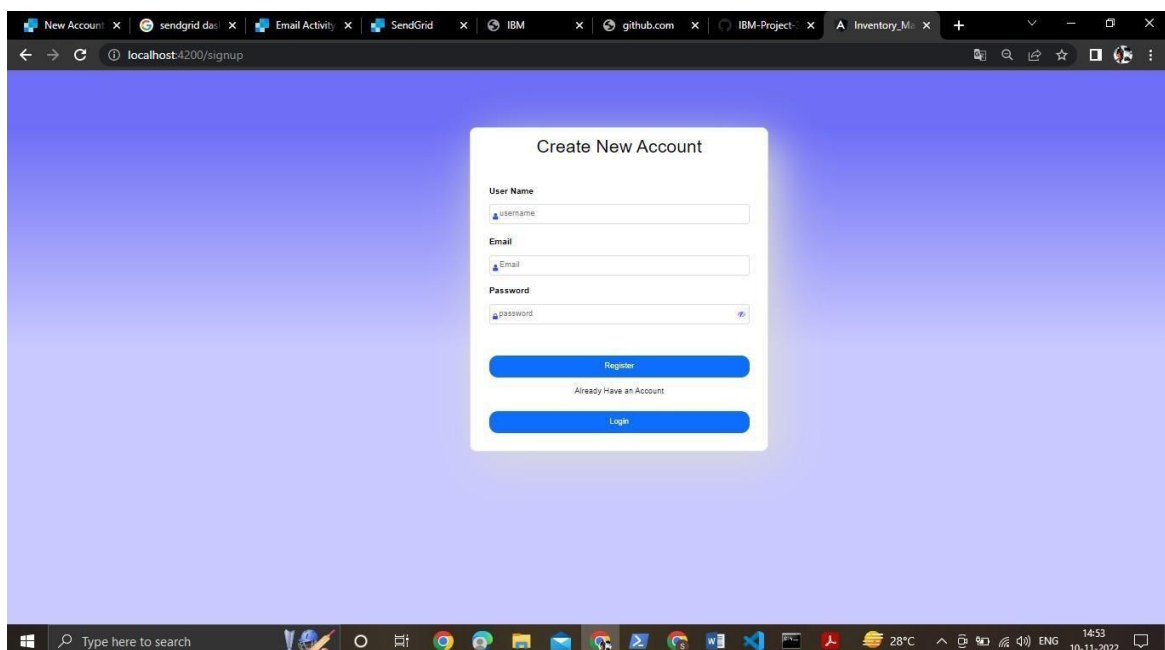 New Account
sendgrid das
Email Activity
SendGrid
IBM
github.com
IBM-Project-
Inventory_Ma
localhost:4200/signup
Create New Account
User Name
username
Email
Email
Password
password
Register
Already Have an Account
Login
Type here to search
28°C
ENG
14:53
10-11-2022